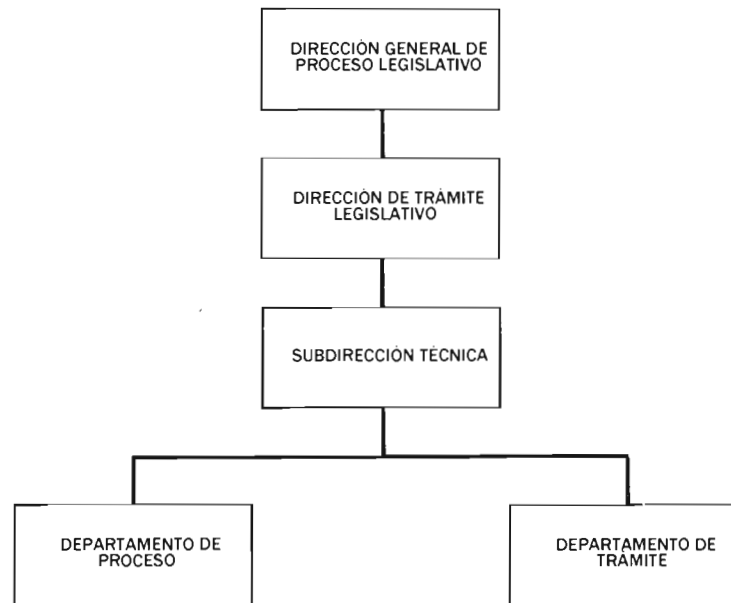 DIRECCIÓN GENERAL DE
PROCESO LEGISLATIVO
DIRECCIÓN DE TRÁMITE
LEGISLATIVO
SUBDIRECCIÓN TÉCNICA
DEPARTAMENTO DE
PROCESO
DEPARTAMENTO DE
TRÁMITE